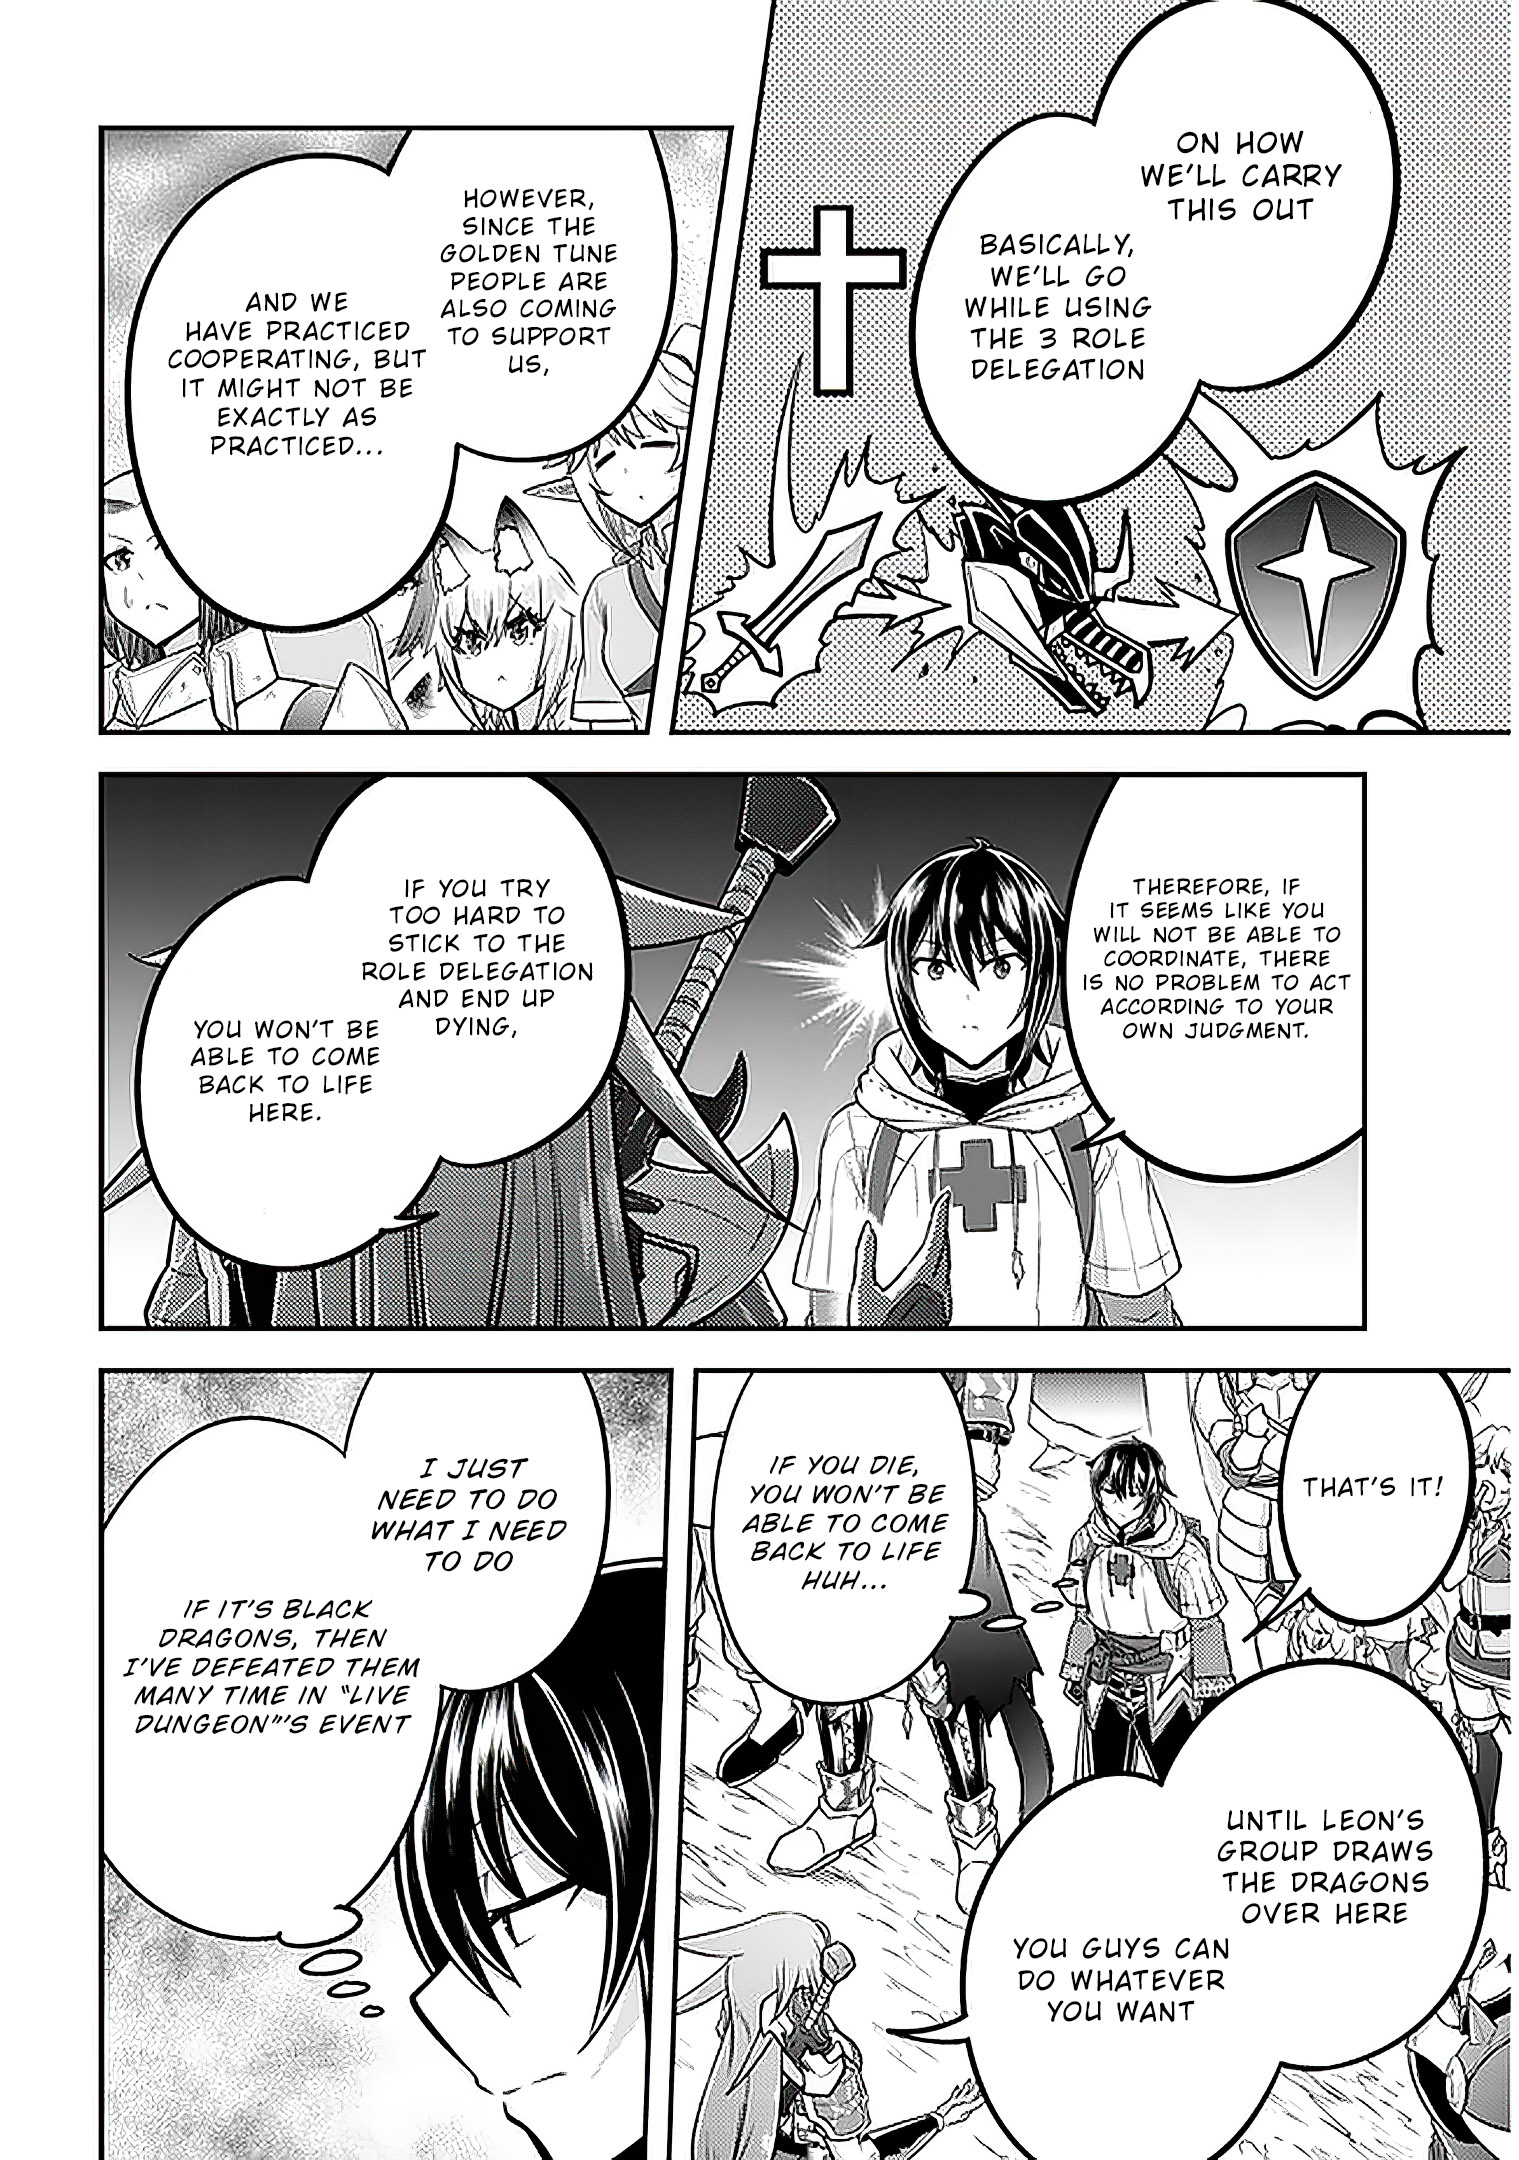 ON HOW
WE'LL CARRY
THIS OUT
BASICALLY,
WE'LL GO
WHILE USING
THE 3 ROLE
DELEGATION
HOWEVER,
SINCE THE
GOLDEN TUNE
PEOPLE ARE
ALSO COMING
TO SUPPORT
US,
AND WE
HAVE PRACTICED
COOPERATING, BUT
IT MIGHT NOT BE
EXACTLY AS
PRACTICED...
THEREFORE, IF
IT SEEMS LIKE YOU
WILL NOT BE ABLE TO
COORDINATE, THERE
IS NO PROBLEM TO ACT
ACCORDING TO YOUR
OWN JUDGMENT.
IF YOU TRY
TOO HARD TO
STICK TO THE
ROLE DELEGATION
AND END UP
DYING,
YOU WON'T BE
ABLE TO COME
BACK TO LIFE
HERE.
THAT'S IT!
UNTIL LEON'S
GROUP DRAWS
THE DRAGONS
OVER HERE
YOU GUYS CAN
DO WHATEVER
YOU WANT
IF YOU DIE,
YOU WON'T BE
ABLE TO COME
BACK TO LIFE
HUH...
I JUST
NEED TO DO
WHAT I NEED
TO DO
IF IT'S BLACK
DRAGONS, THEN
I'VE DEFEATED THEM
MANY TIME IN "LIVE
DUNGEON"'S EVENT